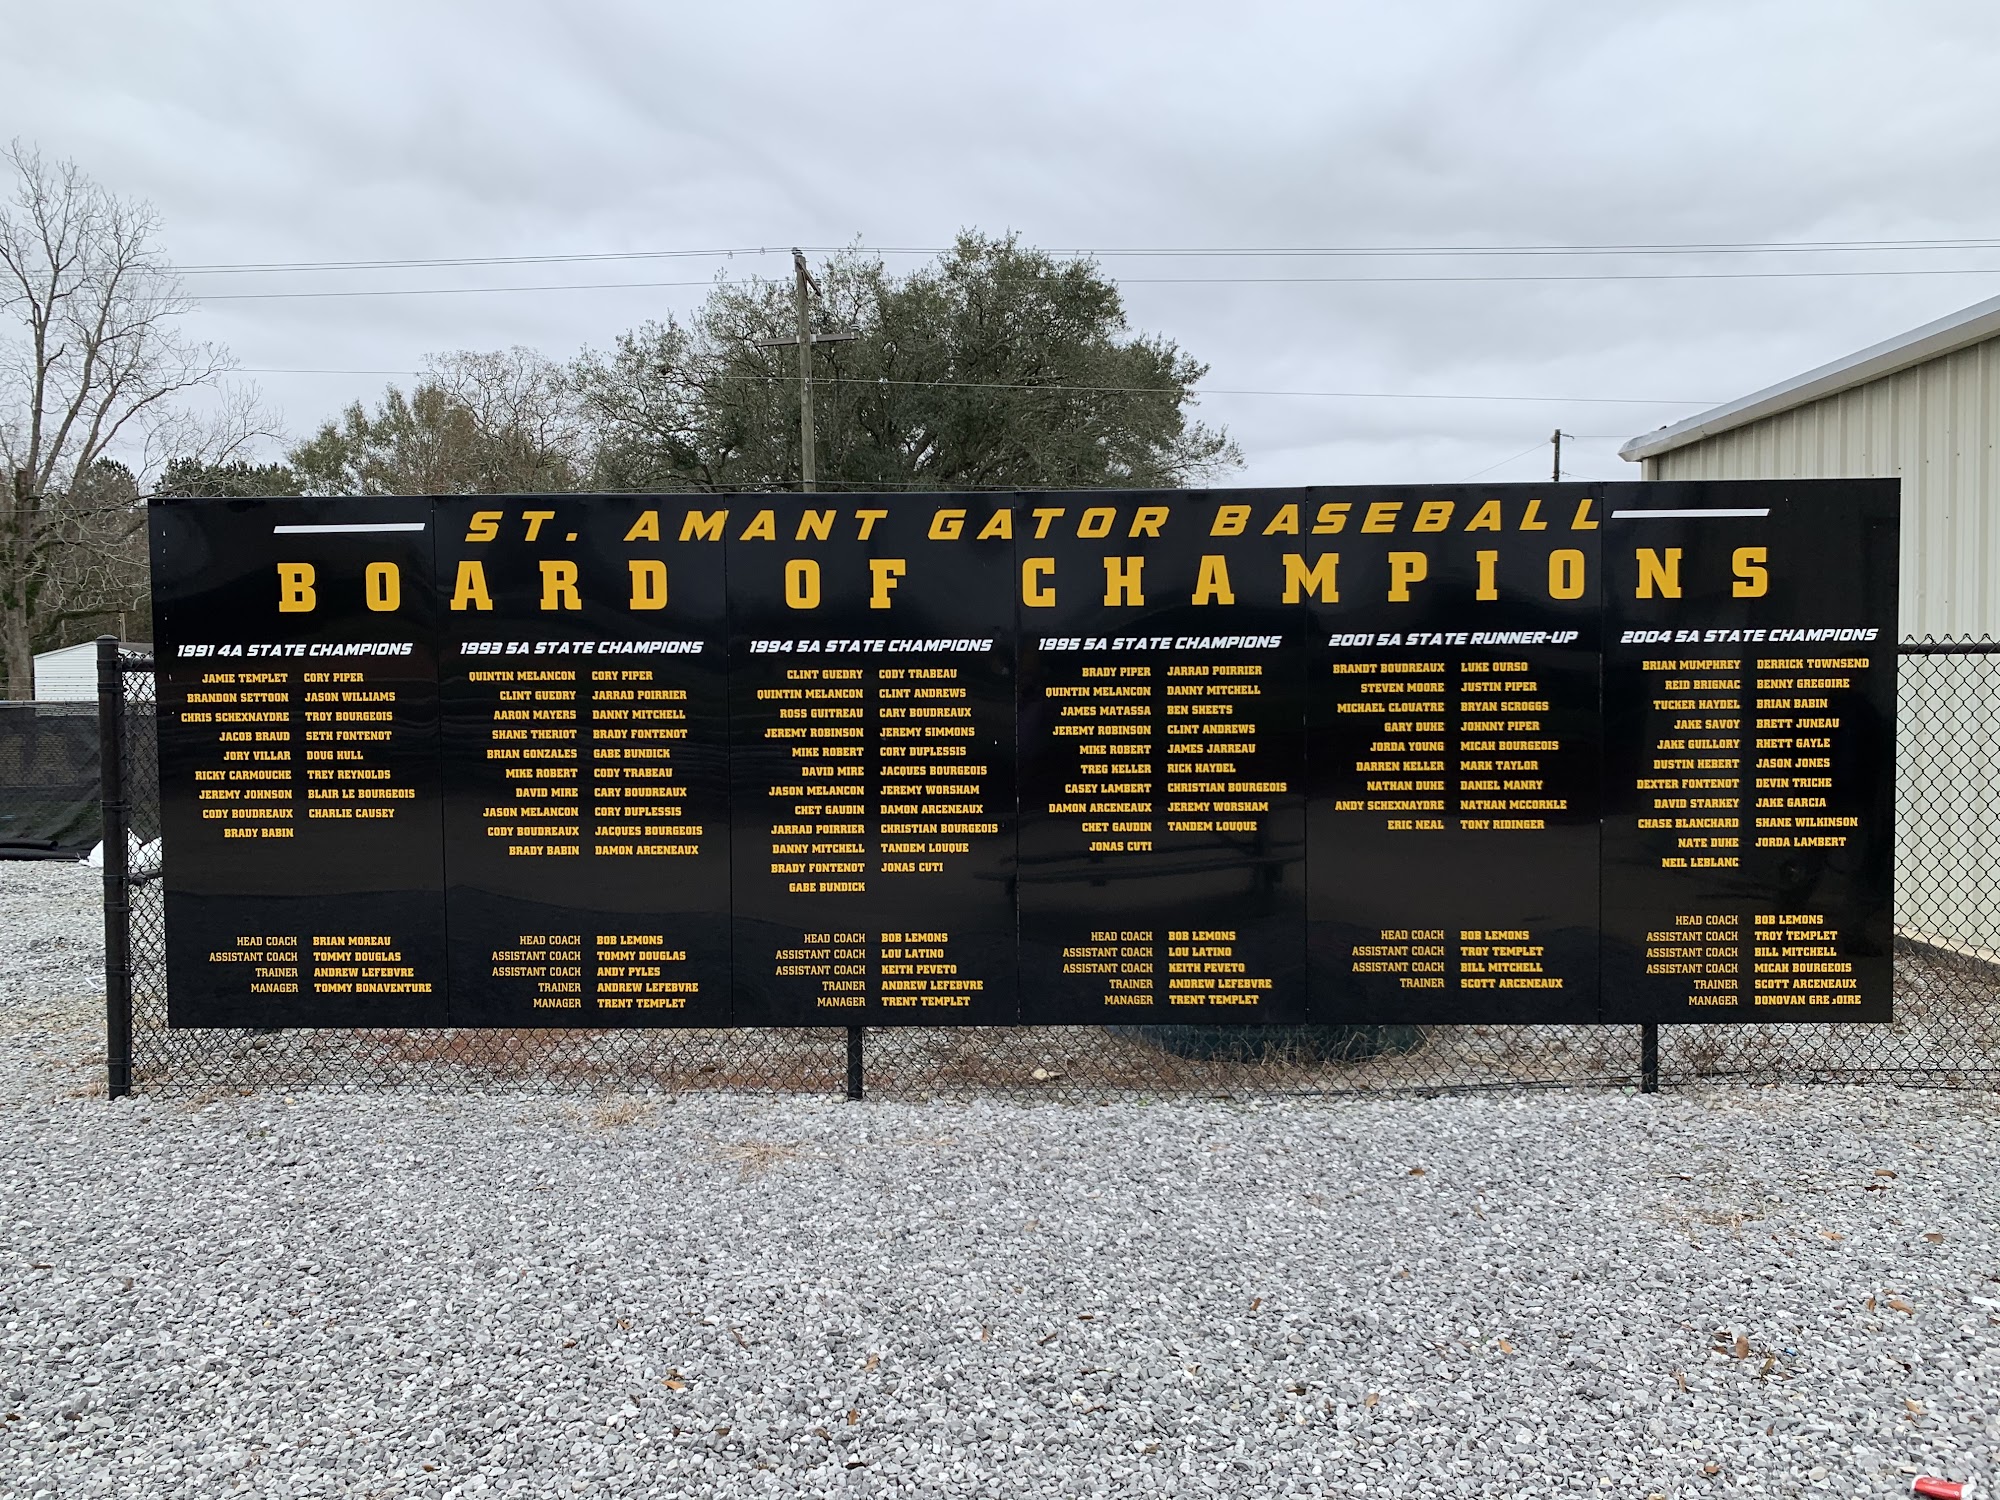 ST. AMANT GATOR BASEBALL
BOARD OF CHAMPIONS
1991 4A STATE CHAMPIONS
JAMIE TEMPLET CORY PIPER
BRANDON SETTOON JASON WILLIAMS
CHRIS SCHEXNAYDRE TROY BOURGEOIS
JACOB BRAUD SETH FONTENOT
JORY VILLAR DOUG HULL
RICKY CARMOUCHE TREY REYNOLDS
JEREMY JOHNSON BLAIR LE BOURGEOIS
CODY BOUDREAUX CHARLIE CAUSEY
BRADY BABIN
HEAD COACH BRIAN MOREAU
ASSISTANT COACH TOMMY DOUGLAS
TRAINER ANDREW LEFEBVRE
MANAGER TOMMY BONAVENTURE
1993 5A STATE CHAMPIONS
QUINTIN MELANCON CORY PIPER
CLINT GUEDRY JARRAD POIRRIER
AARON MAYERS DANNY MITCHELL
SHANE THERIOT BRADY FONTENOT
BRIAN GONZALES GABE BUNDICK
MIKE ROBERT CODY TRABEAU
DAVID MIRE CARY BOUDREAUX
JASON MELANCON CORY DUPLESSIS
CODY BOUDREAUX JACQUES BOURGEOIS
BRADY BABIN DAMON ARCENEAUX
HEAD COACH BOB LEMONS
ASSISTANT COACH TOMMY DOUGLAS
ASSISTANT COACH ANDY PYLES
TRAINER ANDREW LEFEBVRE
MANAGER TRENT TEMPLET
1994 5A STATE CHAMPIONS
CLINT GUEDRY CODY TRABEAU
QUINTIN MELANCON CLINT ANDREWS
ROSS GUITREAU CARY BOUDREAUX
JEREMY ROBINSON JEREMY SIMMONS
MIKE ROBERT CORY DUPLESSIS
DAVID MIRE JACQUES BOURGEOIS
JASON MELANCON JEREMY WORSHAM
CHET GAUDIN DAMON ARCENEAUX
JARRAD POIRRIER CHRISTIAN BOURGEOIS
DANNY MITCHELL TANDEM LOUQUE
BRADY FONTENOT JONAS CUTI
GABE BUNDICK
HEAD COACH BOB LEMONS
ASSISTANT COACH LOU LATINO
ASSISTANT COACH KEITH PEVETO
TRAINER ANDREW LEFEBVRE
MANAGER TRENT TEMPLET
1995 5A STATE CHAMPIONS
BRADY PIPER JARRAD POIRRIER
QUINTIN MELANCON DANNY MITCHELL
JAMES MATASSA BEN SHEETS
JEREMY ROBINSON CLINT ANDREWS
MIKE ROBERT JAMES JARREAU
TREG KELLER RICK HAYDEL
CASEY LAMBERT CHRISTIAN BOURGEOIS
DAMON ARCENEAUX JEREMY WORSHAM
CHET GAUDIN TANDEM LOUQUE
JONAS CUTI
HEAD COACH BOB LEMONS
ASSISTANT COACH LOU LATINO
ASSISTANT COACH KEITH PEVETO
TRAINER ANDREW LEFEBVRE
MANAGER TRENT TEMPLET
2001 5A STATE RUNNER-UP
BRANDT BOUDREAUX LUKE OURSO
STEVEN MOORE JUSTIN PIPER
MICHAEL CLOUATRE BRYAN SCROGGS
GARY DUHE JOHNNY PIPER
JORDA YOUNG MICAH BOURGEOIS
DARREN KELLER MARK TAYLOR
NATHAN DUHE DANIEL MANRY
ANDY SCHEXNAYDRE NATHAN MCCORKLE
ERIC NEAL TONY RIDINGER
HEAD COACH BOB LEMONS
ASSISTANT COACH TROY TEMPLET
ASSISTANT COACH BILL MITCHELL
TRAINER SCOTT ARCENEAUX
2004 5A STATE CHAMPIONS
BRIAN MUMPHREY DERRICK TOWNSEND
REID BRIGNAC BENNY GREGOIRE
TUCKER HAYDEL BRIAN BABIN
JAKE SAVOY BRETT JUNEAU
JAKE GUILLORY RHETT GAYLE
DUSTIN HEBERT JASON JONES
DEXTER FONTENOT DEVIN TRICHE
DAVID STARKEY JAKE GARCIA
CHASE BLANCHARD SHANE WILKINSON
NATE DUHE JORDA LAMBERT
NEIL LEBLANC
HEAD COACH BOB LEMONS
ASSISTANT COACH TROY TEMPLET
ASSISTANT COACH BILL MITCHELL
ASSISTANT COACH MICAH BOURGEOIS
TRAINER SCOTT ARCENEAUX
MANAGER DONOVAN GREGOIRE